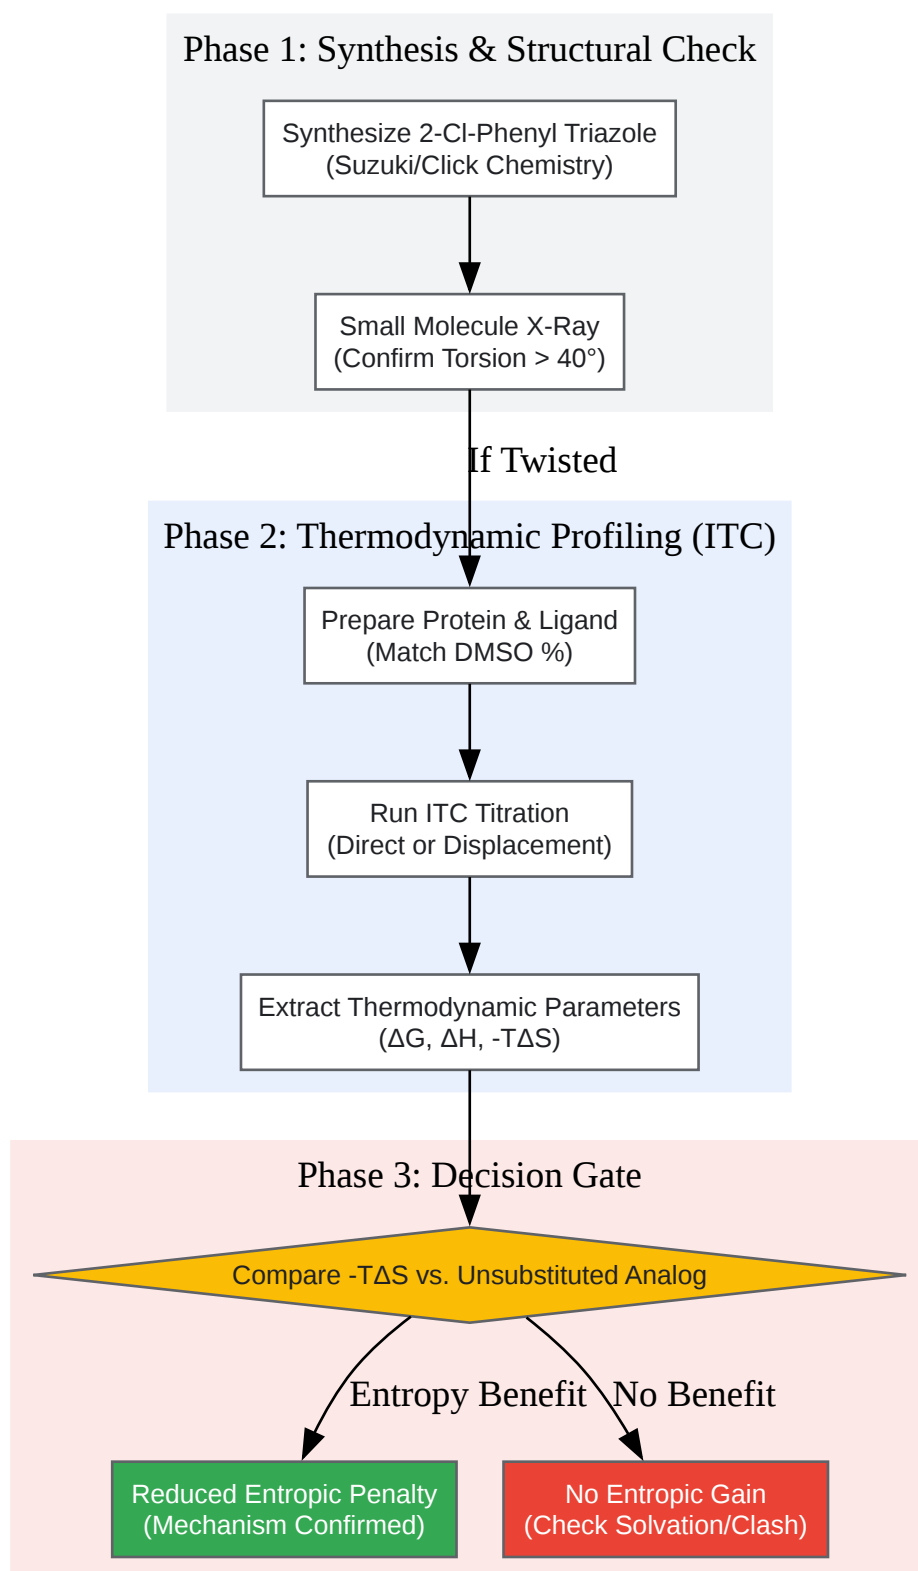 Phase 1: Synthesis & Structural Check
Synthesize 2-Cl-Phenyl Triazole
(Suzuki/Click Chemistry)
Small Molecule X-Ray
(Confirm Torsion > 40°)
If Twisted
Phase 2: Thermodynamic Profiling (ITC)
Prepare Protein & Ligand
(Match DMSO %)
Run ITC Titration
(Direct or Displacement)
Extract Thermodynamic Parameters
(ΔG, ΔH, -TΔS)
Phase 3: Decision Gate
Compare -TΔS vs. Unsubstituted Analog
Entropy Benefit
No Benefit
Reduced Entropic Penalty
(Mechanism Confirmed)
No Entropic Gain
(Check Solvation/Clash)